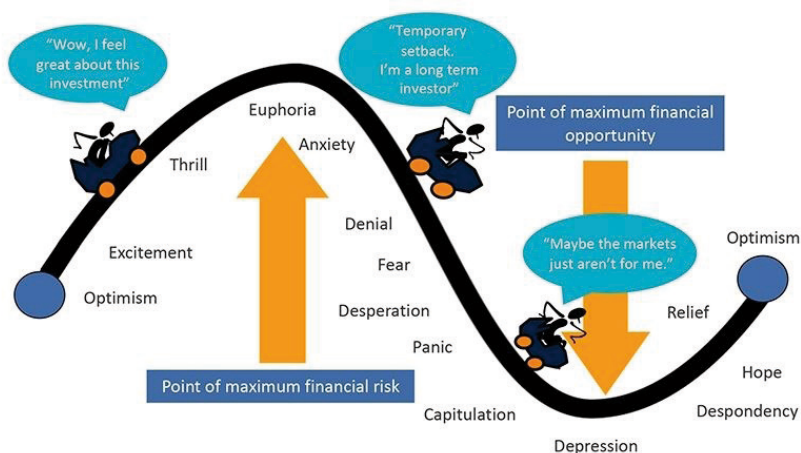 “Wow, I feel
great about this
investment”
“Temporary
setback.
I’m a long term
investor”
Euphoria
Point of maximum financial
opportunity
Anxiety
Thrill
Denial
Excitement
Fear
“Maybe the markets
just aren’t for me.”
Optimism
Optimism
Desperation
Relief
Panic
Point of maximum financial risk
Hope
Capitulation
Despondency
Depression